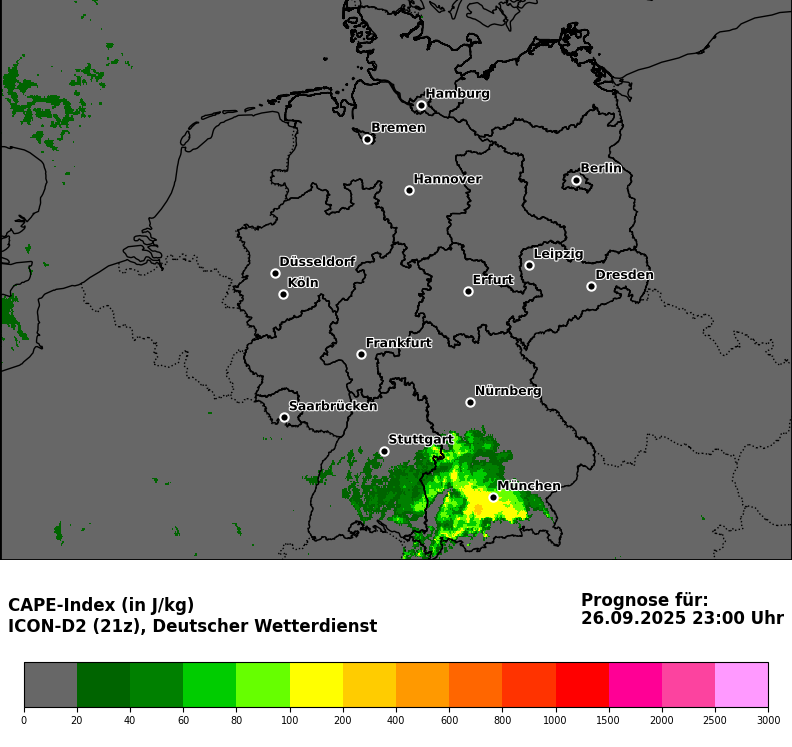 Hamburg
Bremen
Berlin
Hannover
Leipzig
Düsseldorf
Dresden
Köln
Erfurt
Frankfurt
Nürnberg
Saarbrücken
Stuttgart
München
CAPE-Index (in J/kg)
ICON-D2 (21z), Deutscher Wetterdienst
Prognose für:
26.09.2025 23:00 Uhr
0 20 40 60 80 100 200 400 600 800 1000 1500 2000 2500 3000